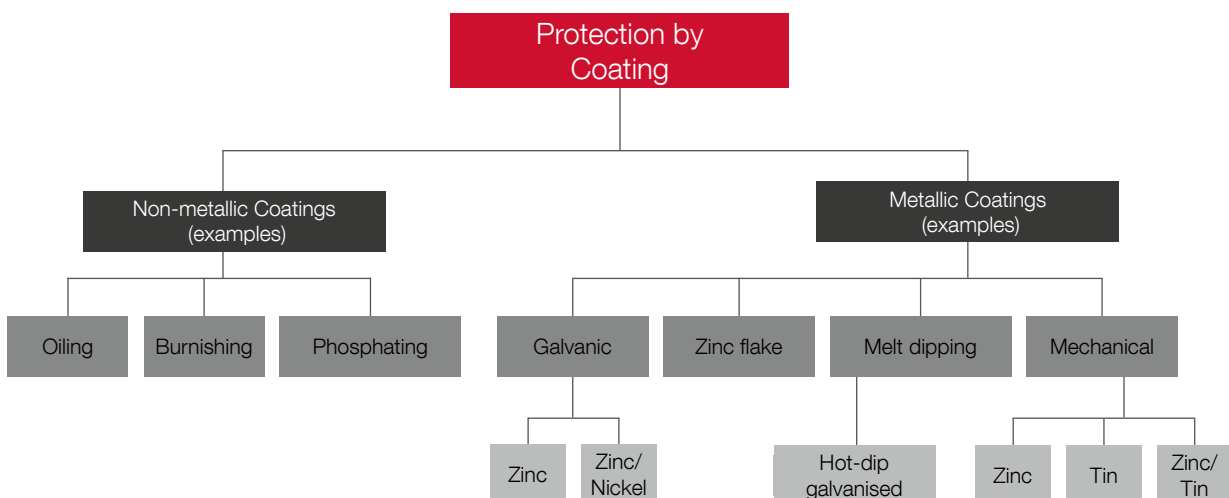 Protection by
Coating
Non-metallic Coatings
(examples)
Metallic Coatings
(examples)
Oiling
Burnishing
Phosphating
Galvanic
Zinc flake
Melt dipping
Mechanical
Zinc
Zinc/
Nickel
Hot-dip
galvanised
Zinc
Tin
Zinc/
Tin